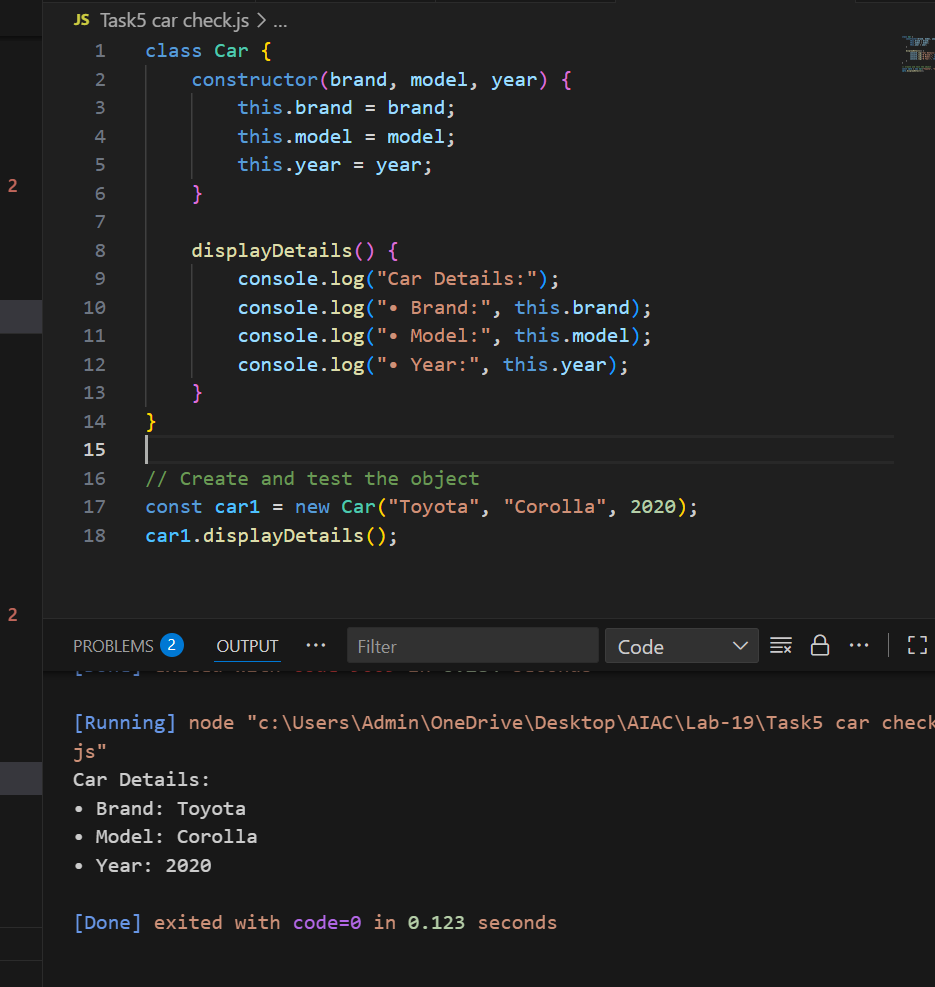 JS Task5 car check.js > ...
1 class Car {
2     constructor(brand, model, year) {
3         this.brand = brand;
4         this.model = model;
5         this.year = year;
6     }
7
8     displayDetails() {
9         console.log("Car Details:");
10         console.log("• Brand:", this.brand);
11         console.log("• Model:", this.model);
12         console.log("• Year:", this.year);
13     }
14 }
15
16 // Create and test the object
17 const car1 = new Car("Toyota", "Corolla", 2020);
18 car1.displayDetails();
2
2
PROBLEMS 2 OUTPUT ... Filter Code ...
[Running] node "c:\Users\Admin\OneDrive\Desktop\AIAC\Lab-19\Task5 car check
js"
Car Details:
• Brand: Toyota
• Model: Corolla
• Year: 2020
[Done] exited with code=0 in 0.123 seconds